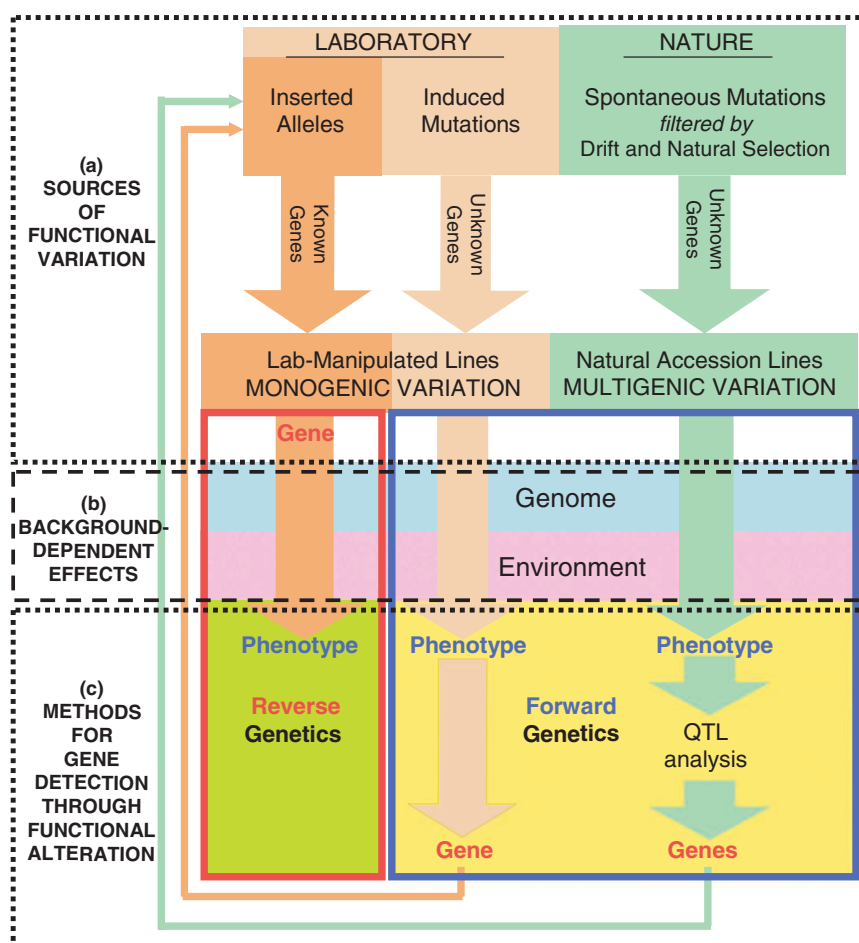 LABORATORY
NATURE
Inserted
Alleles
Induced
Mutations
Spontaneous Mutations
filtered by
Drift and Natural Selection
(a)
SOURCES
OF
FUNCTIONAL
VARIATION
Known
Genes
Unknown
Genes
Unknown
Genes
Lab-Manipulated Lines
MONOGENIC VARIATION
Natural Accession Lines
MULTIGENIC VARIATION
Gene
(b)
BACKGROUND-
DEPENDENT
EFFECTS
Genome
Environment
(c)
METHODS
FOR
GENE
DETECTION
THROUGH
FUNCTIONAL
ALTERATION
Phenotype
Phenotype
Phenotype
Reverse
Genetics
Forward
Genetics
QTL
analysis
Gene
Genes